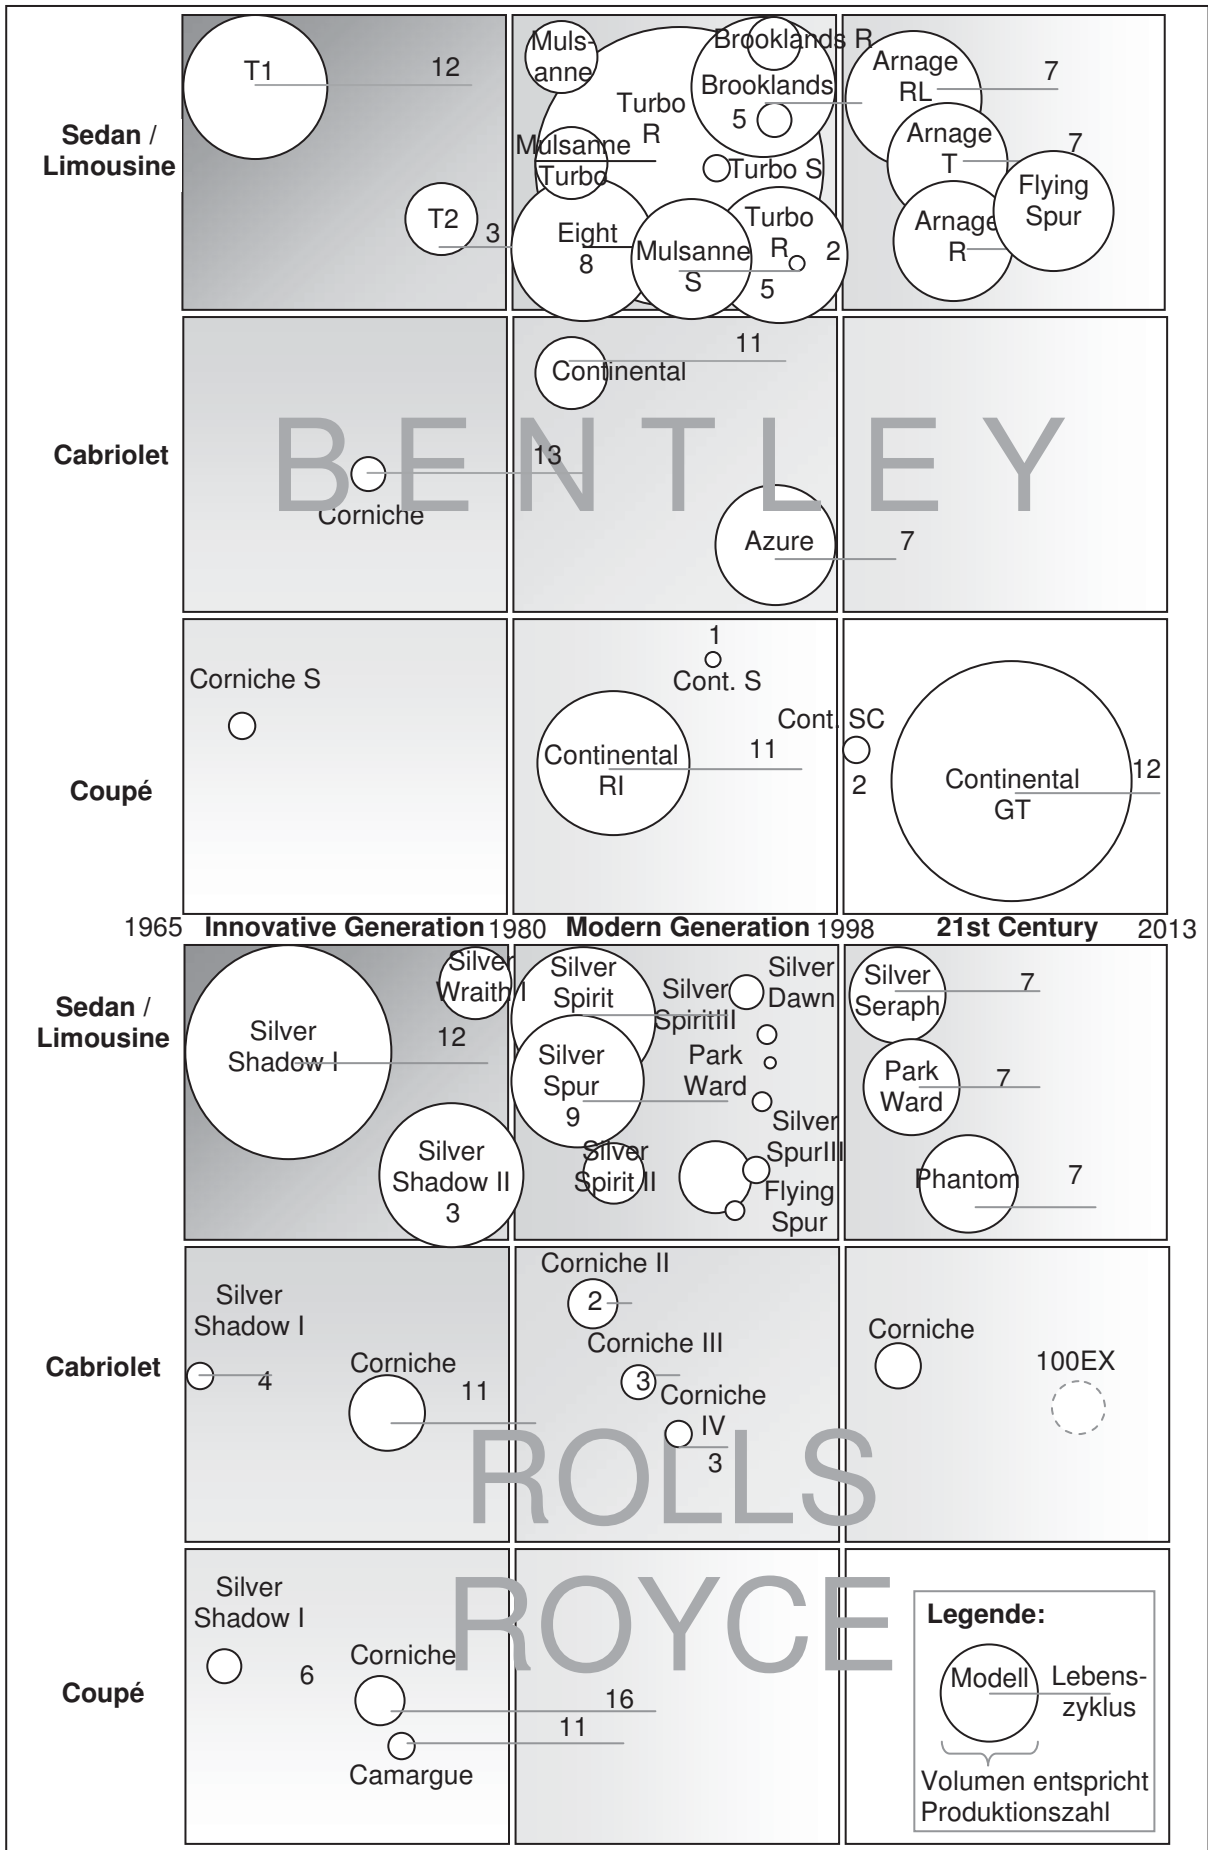 Sedan /
Limousine
T1
12
T2
3
Muls-
anne
Brooklands R
Brooklands
5
Turbo
R
Mulsanne
Turbo
Turbo S
Eight
8
Mulsanne
S
5
Turbo
R
2
Arnage
RL
7
Arnage
T
7
Flying
Spur
Arnage
R
Cabriolet
BENTLEY
Continental
11
Corniche
13
Azure
7
Coupé
Corniche S
1
Cont. S
Continental
RI
11
Cont. SC
2
Continental
GT
12
1965 Innovative Generation 1980 Modern Generation 1998 21st Century 2013
Sedan /
Limousine
Silver
Shadow I
12
Silver
Wraith I
Silver
Shadow II
3
Silver
Spirit
Silver
SpiritIII
Silver
Dawn
Silver
Spur
9
Park
Ward
Silver
SpurIII
Silver
Spirit II
Flying
Spur
Silver
Seraph
7
Park
Ward
7
Phantom
7
Cabriolet
Silver
Shadow I
4
Corniche
11
Corniche II
2
Corniche III
3
Corniche
IV
3
Corniche
100EX
ROLLS
ROYCE
Coupé
Silver
Shadow I
6
Corniche
16
11
Camargue
Legende:
Modell
Lebens-
zyklus
Volumen entspricht
Produktionszahl